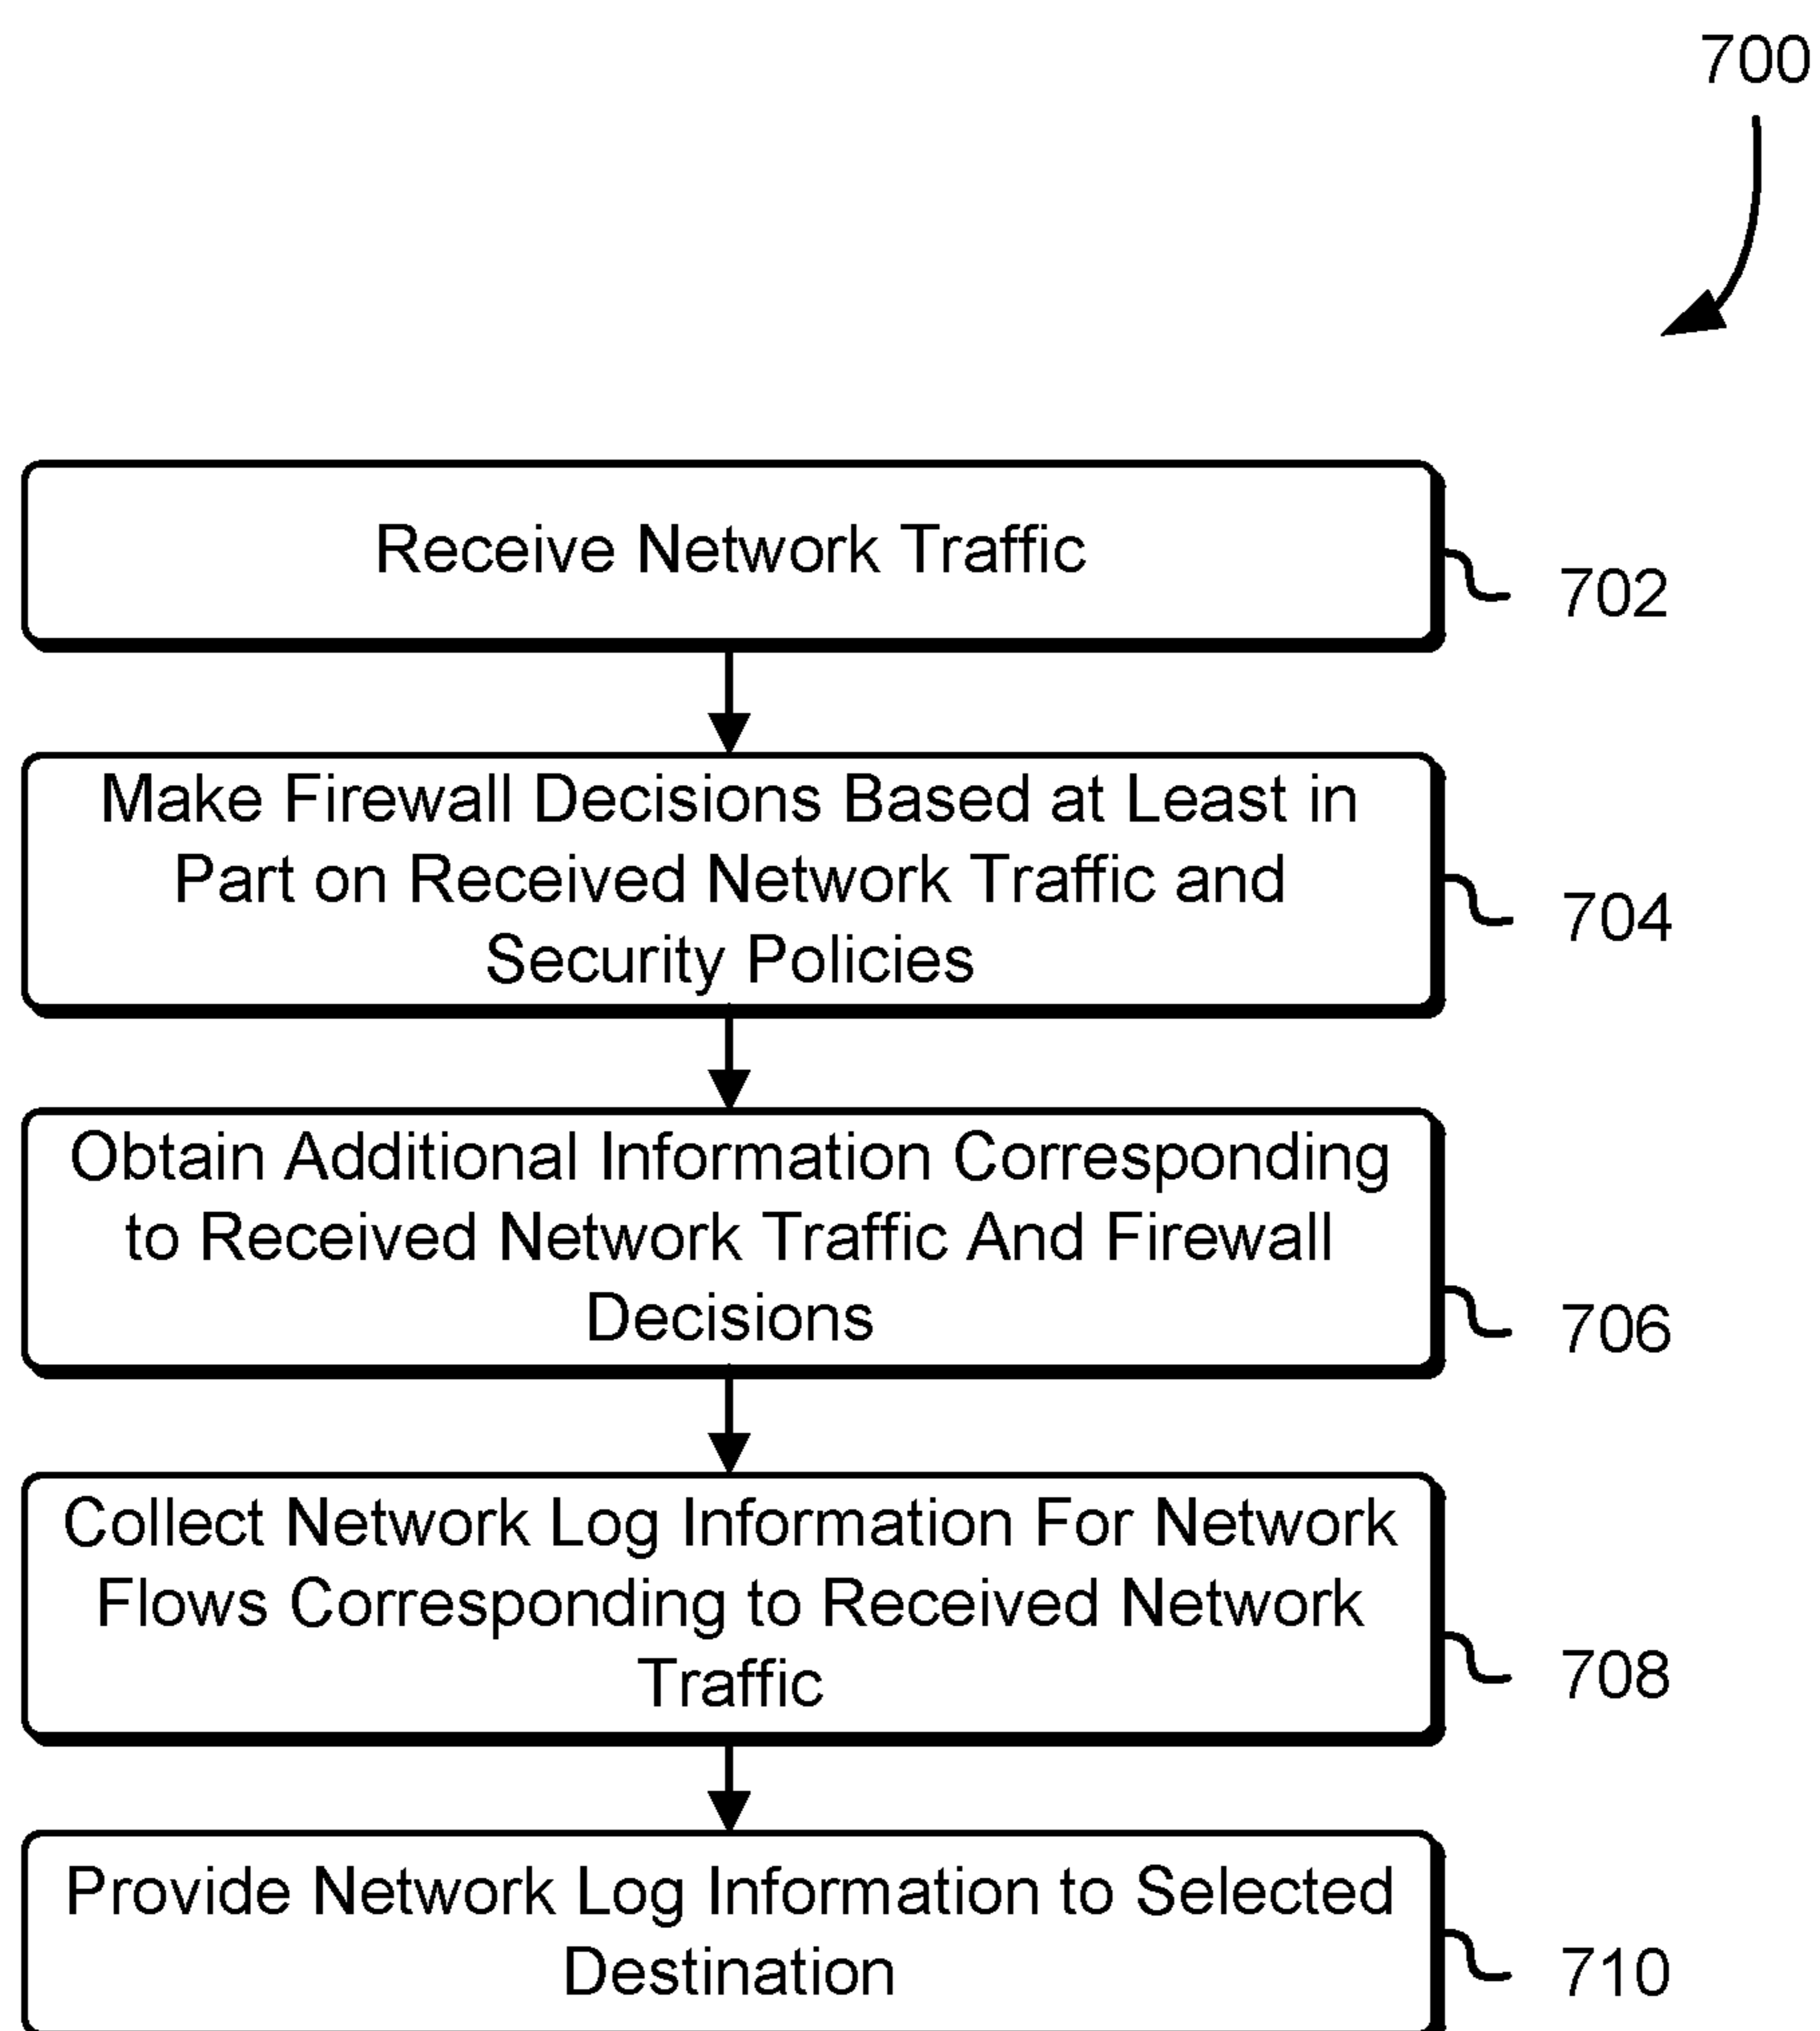 700
Receive Network Traffic
702
Make Firewall Decisions Based at Least in
Part on Received Network Traffic and
Security Policies
704
Obtain Additional Information Corresponding
to Received Network Traffic And Firewall
Decisions
706
Collect Network Log Information For Network
Flows Corresponding to Received Network
Traffic
708
Provide Network Log Information to Selected
Destination
710